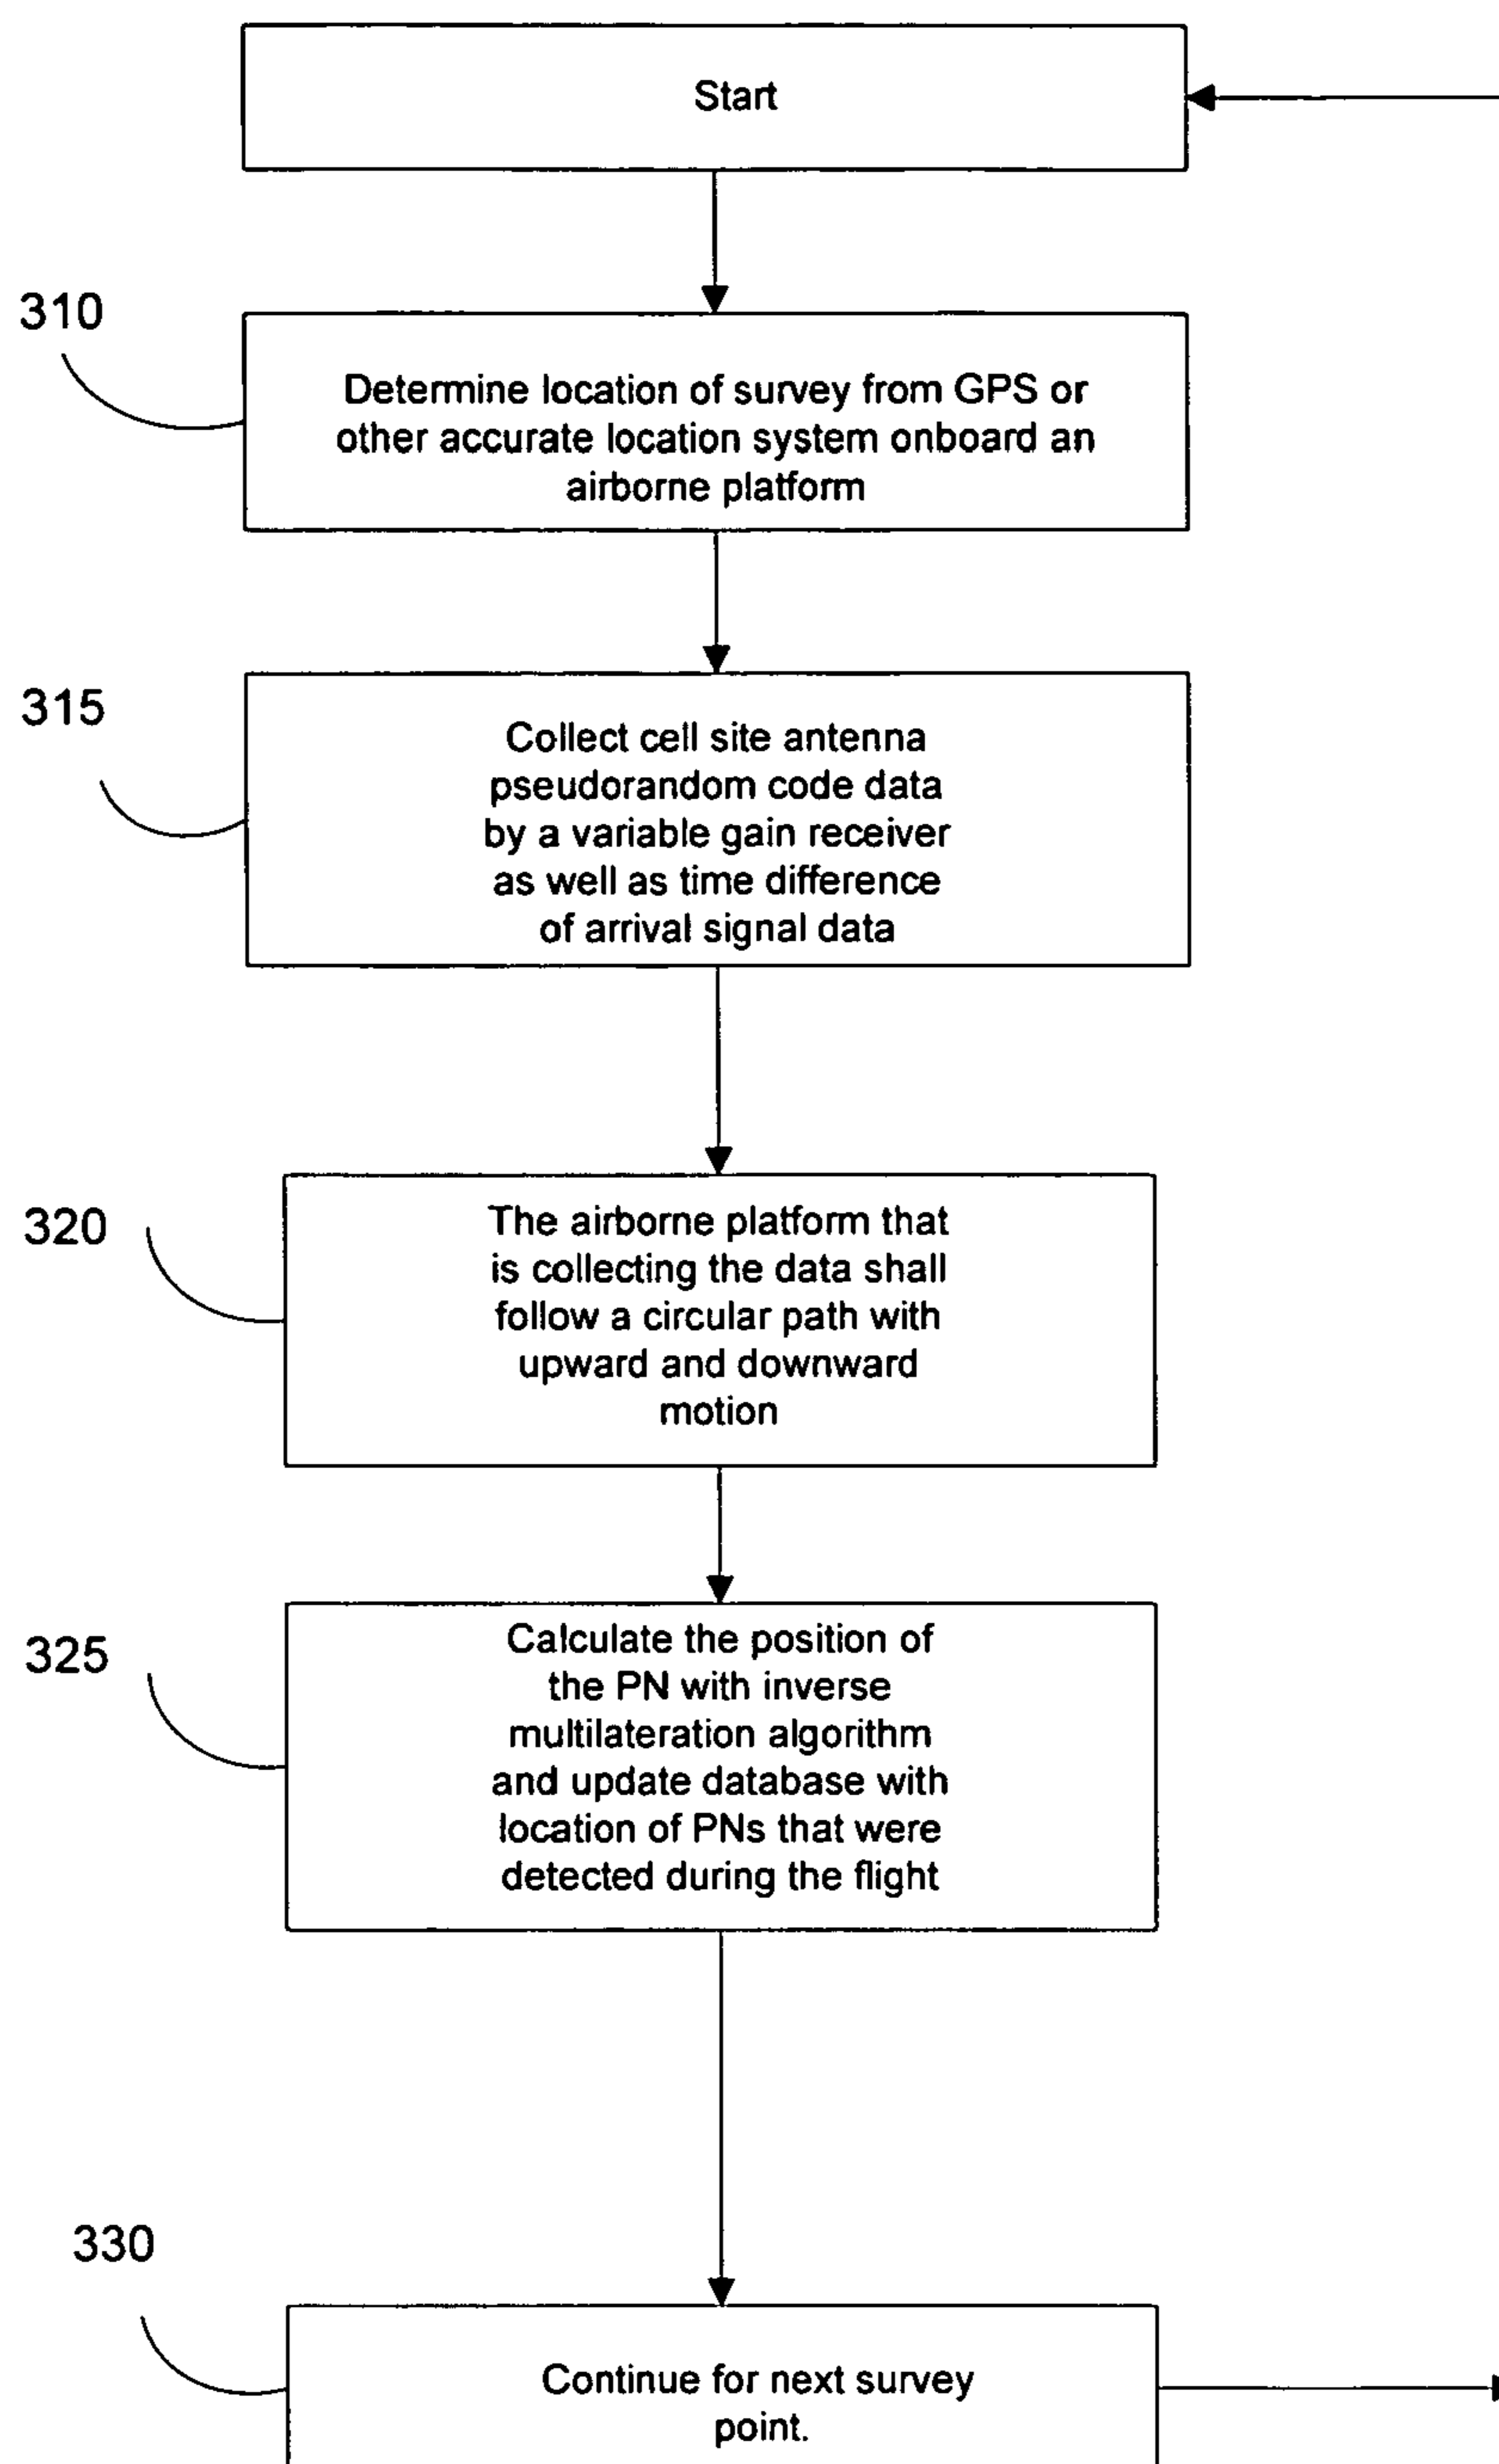 Start
310
Determine location of survey from GPS or
other accurate location system onboard an
airborne platform
315
Collect cell site antenna
pseudorandom code data
by a variable gain receiver
as well as time difference
of arrival signal data
320
The airborne platform that
is collecting the data shall
follow a circular path with
upward and downward
motion
325
Calculate the position of
the PN with inverse
multilateration algorithm
and update database with
location of PNs that were
detected during the flight
330
Continue for next survey
point.